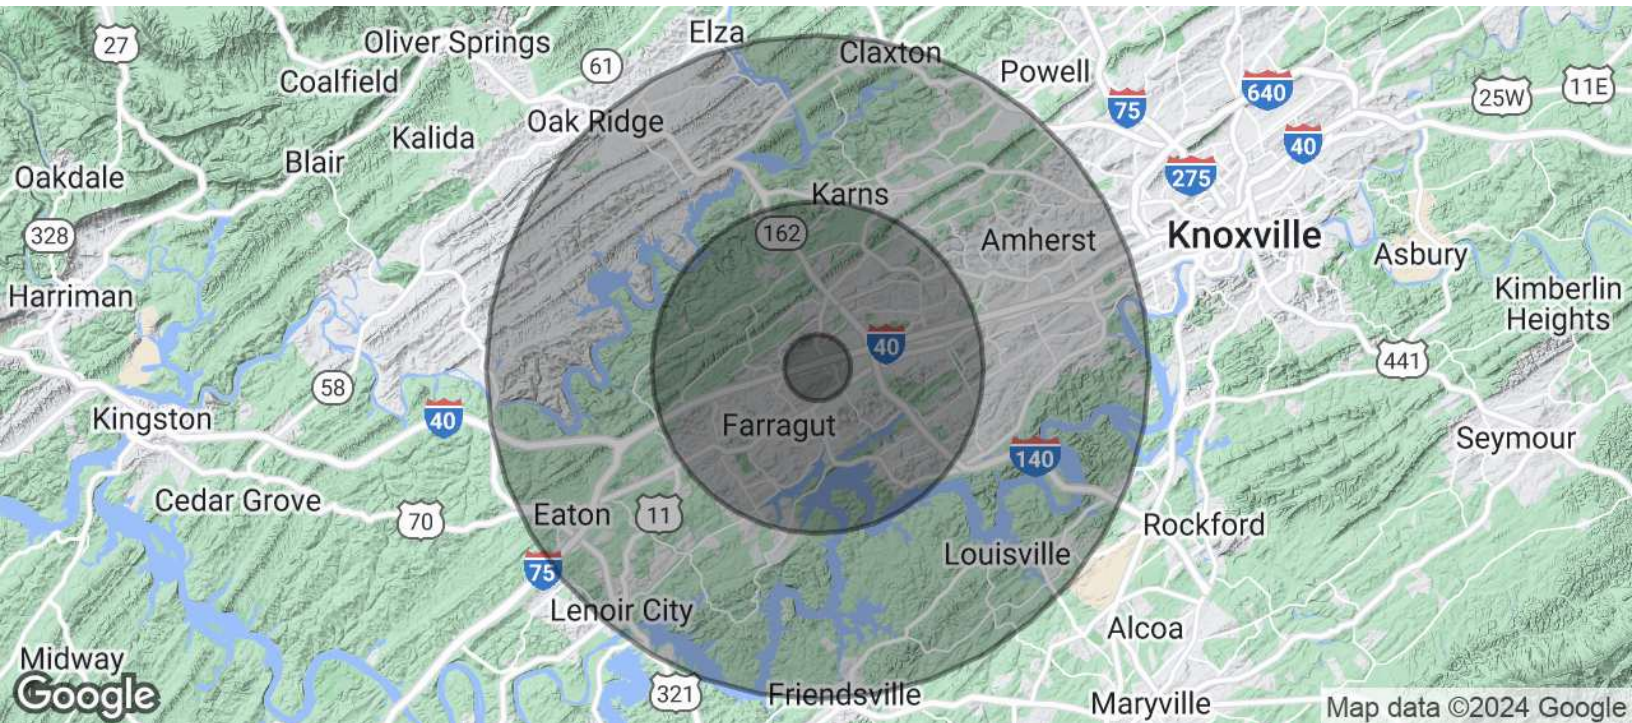 27
Oliver Springs
Elza
Claxton
61
Powell
Coalfield
75
640
25W
11E
Oak Ridge
Kalida
40
Blair
Oakdale
275
Karns
328
162
Amherst
Knoxville
Asbury
Harriman
Kimberlin
Heights
40
441
58
Kingston
40
Farragut
Seymour
140
Cedar Grove
70
Eaton
11
Rockford
Louisville
75
Lenoir City
Alcoa
Midway
Google
321
Friendsville
Maryville
Map data ©2024 Google